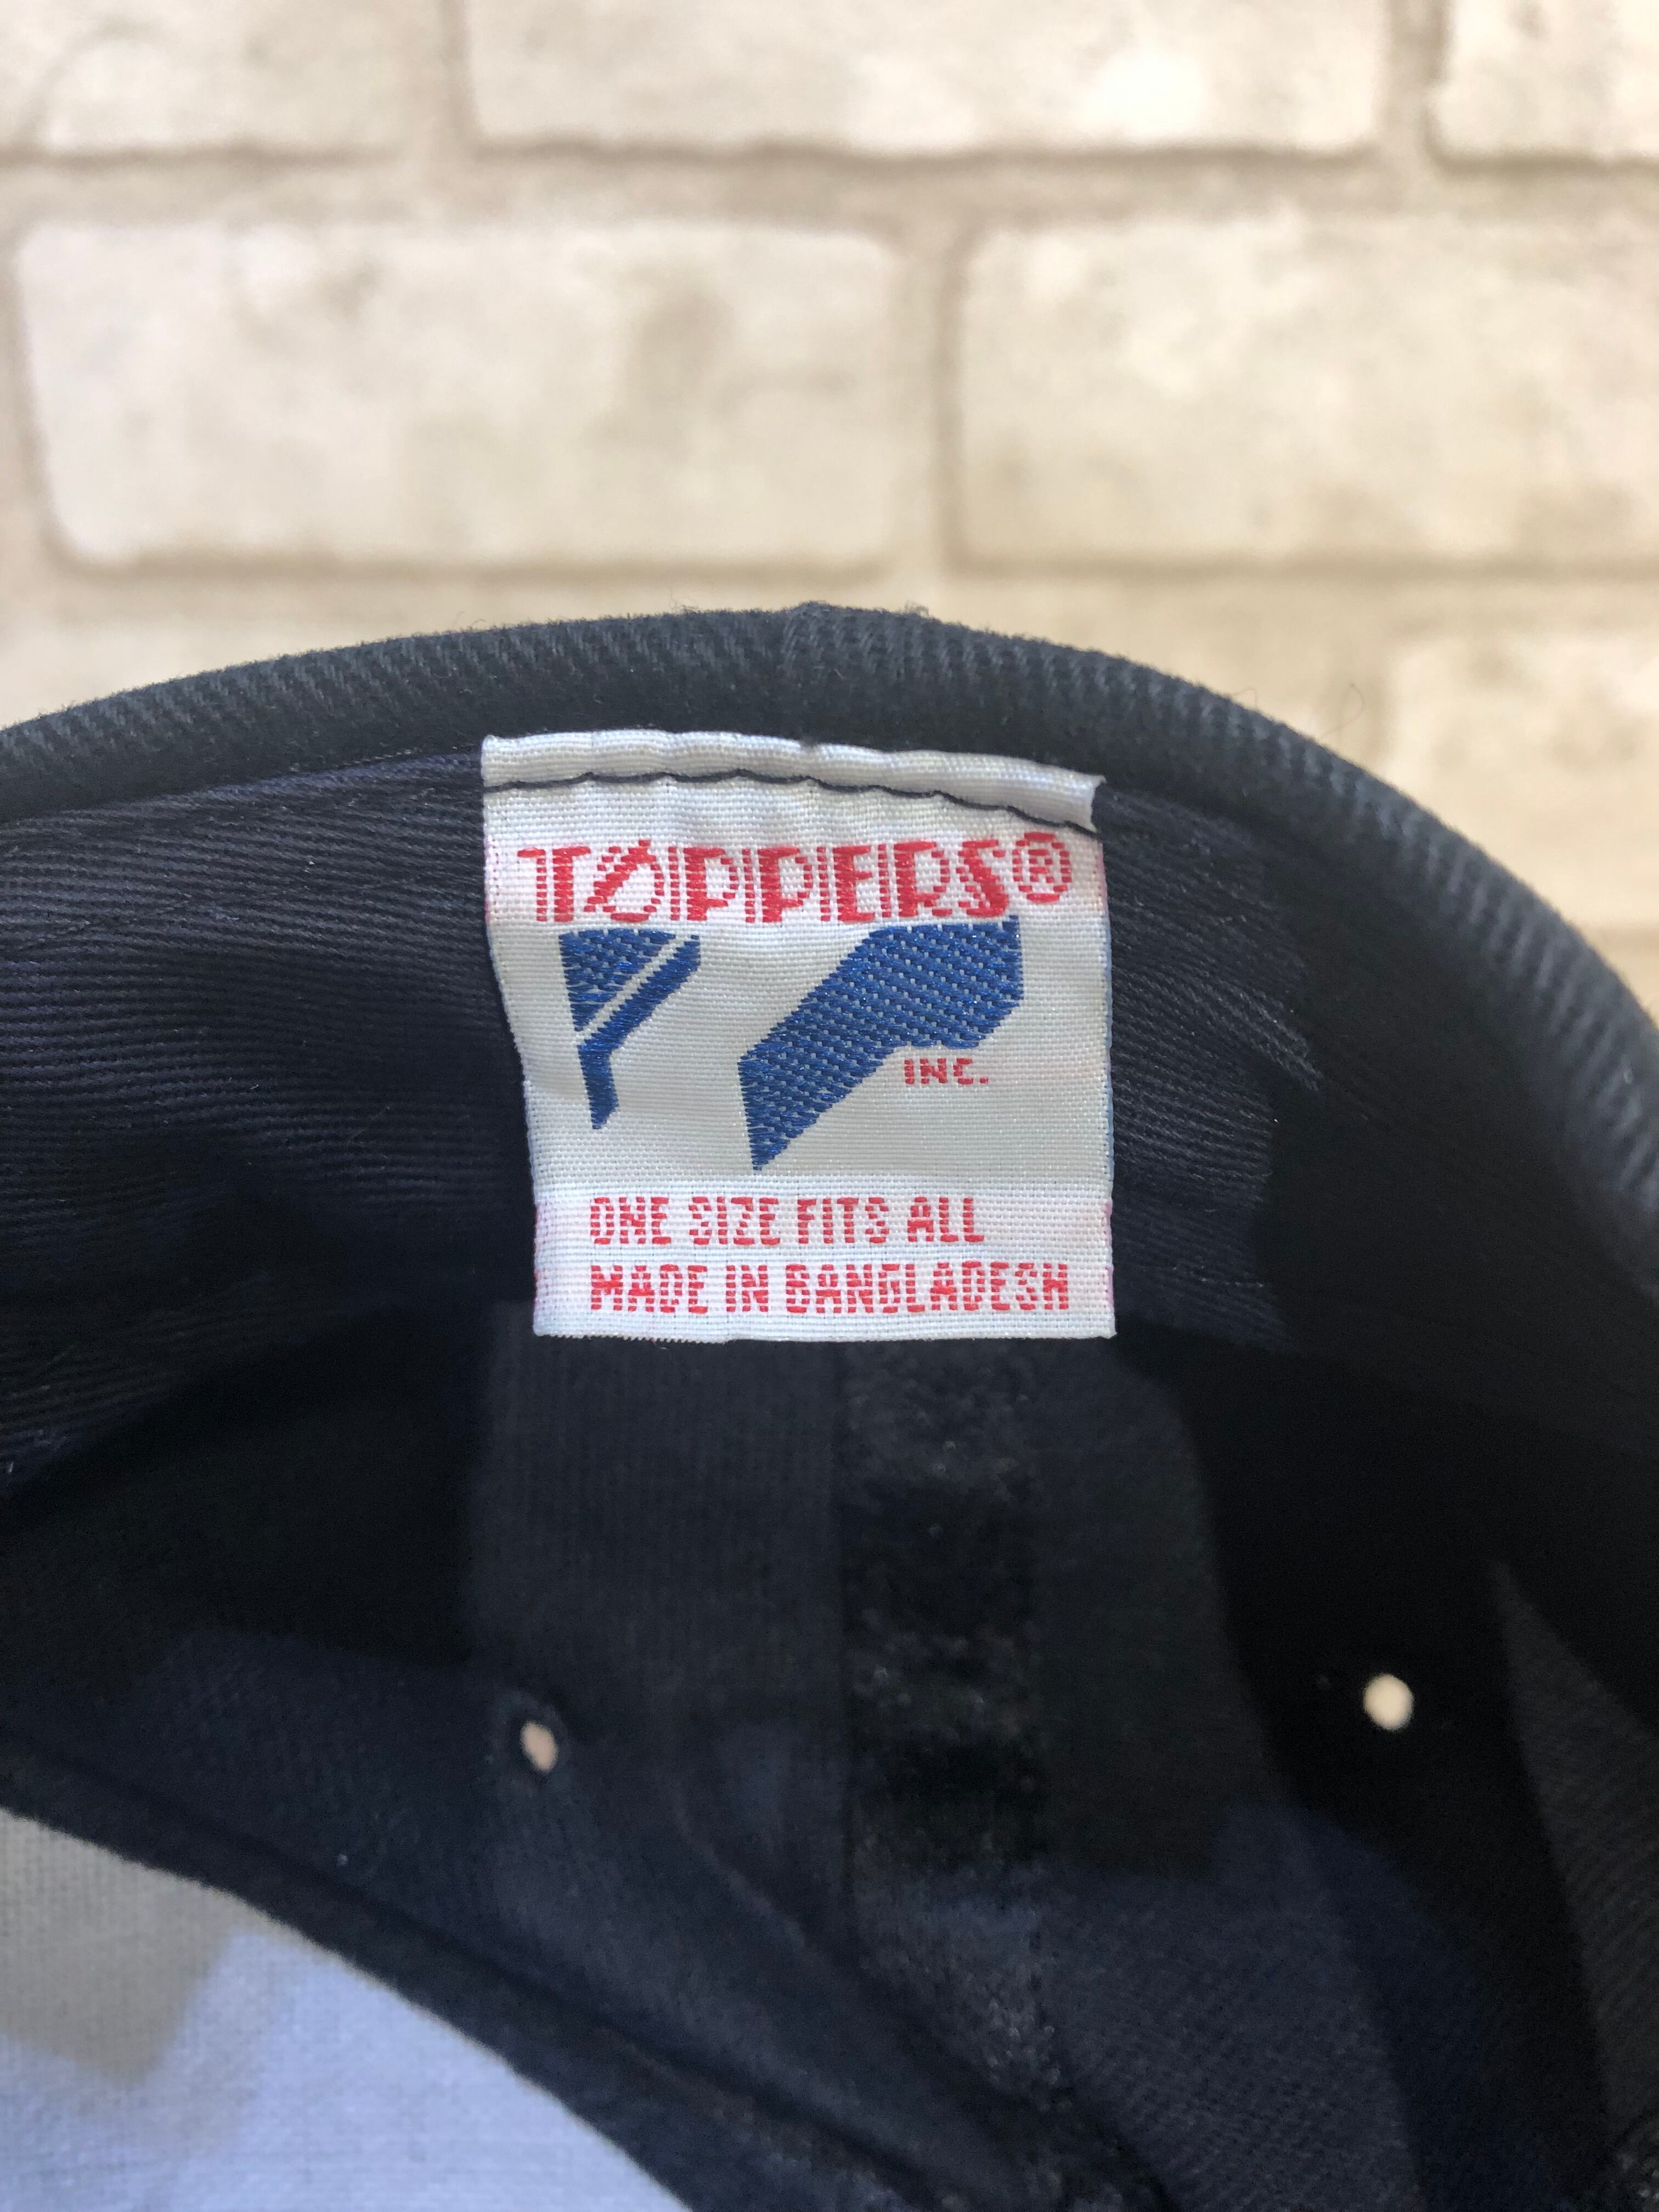 TOPPERS®
INC.
ONE SIZE FITS ALL
MADE IN BANGLADESH